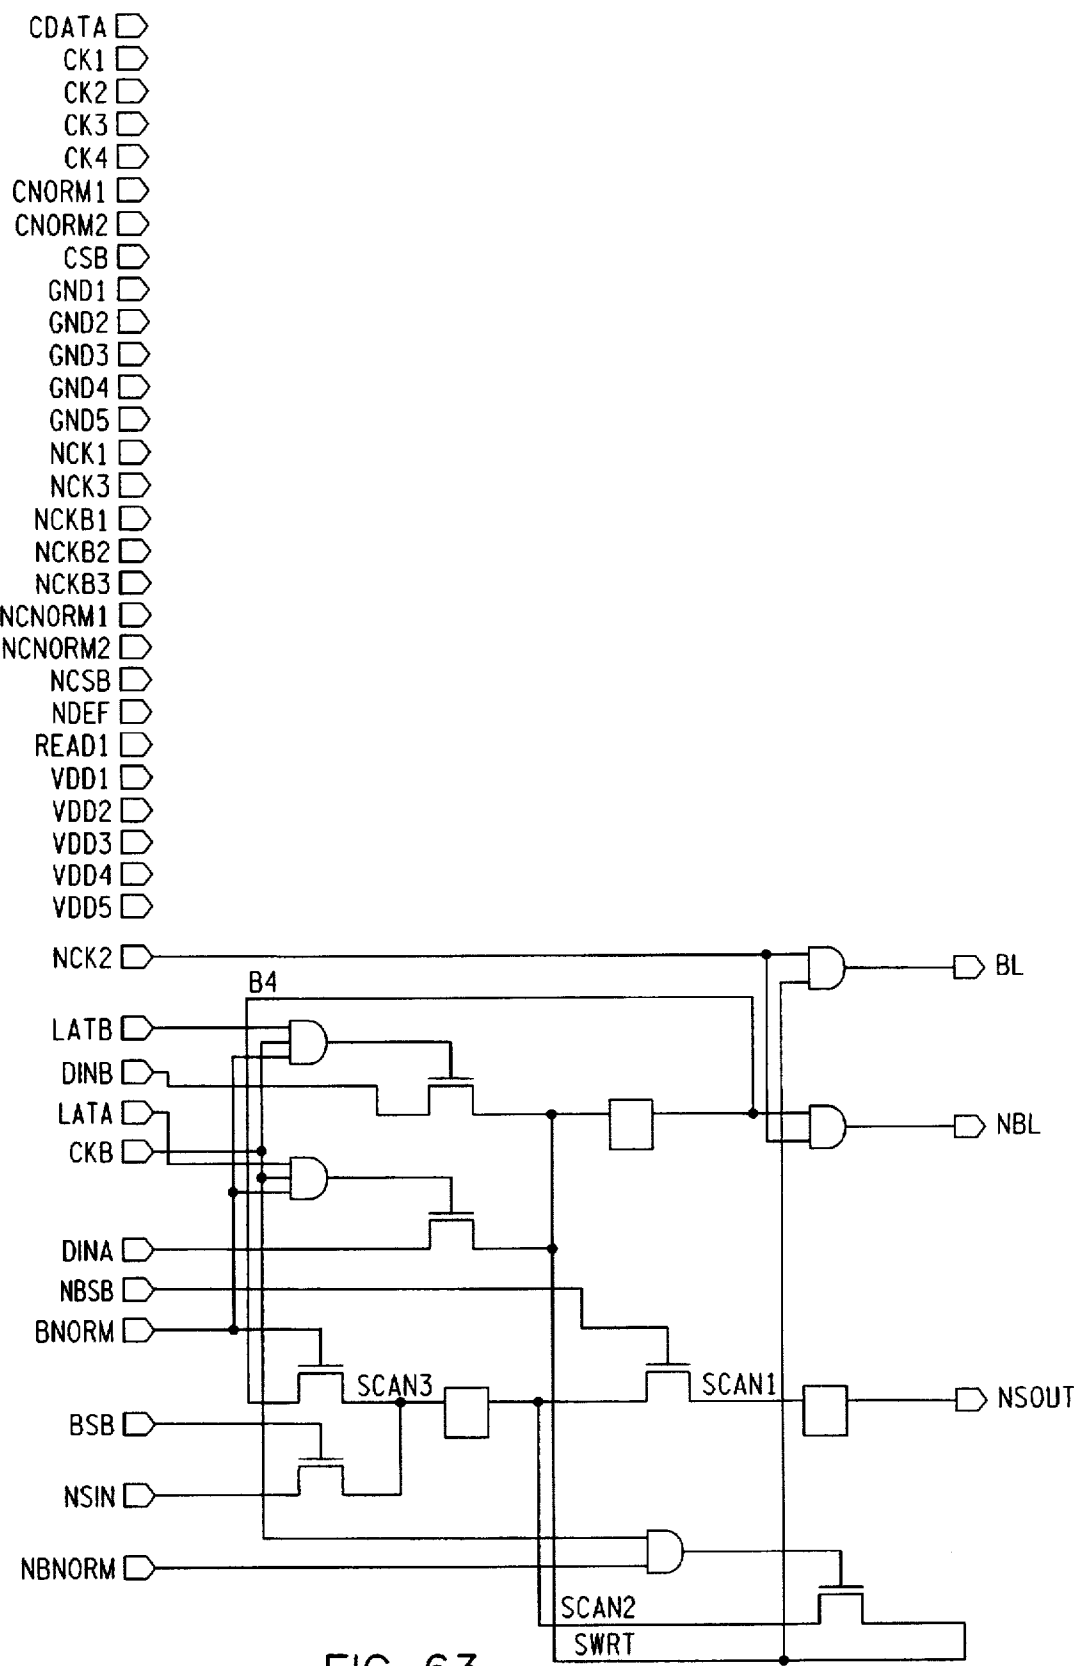 CDATA
CK1
CK2
CK3
CK4
CNORM1
CNORM2
CSB
GND1
GND2
GND3
GND4
GND5
NCK1
NCK3
NCKB1
NCKB2
NCKB3
NCNORM1
NCNORM2
NCSB
NDEF
READ1
VDD1
VDD2
VDD3
VDD4
VDD5
NCK2
BL
B4
LATB
DINB
LATA
NBL
CKB
DINA
NBSB
BNORM
SCAN3
SCAN1
NSOUT
BSB
NSIN
NBNORM
SCAN2
SWRT
FIG. 63